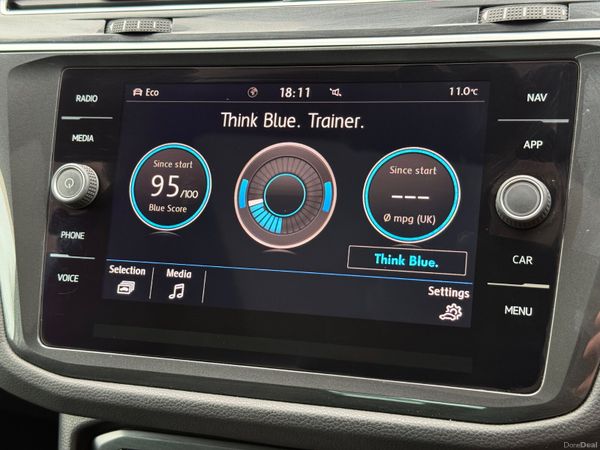 RADIO
MEDIA
PHONE
VOICE
Eco
18:11
11.0°C
Think Blue. Trainer.
Since start
95/100
Blue Score
Since start
---
Ø mpg (UK)
Think Blue.
Selection
Media
Settings
NAV
APP
CAR
MENU
DoneDeal